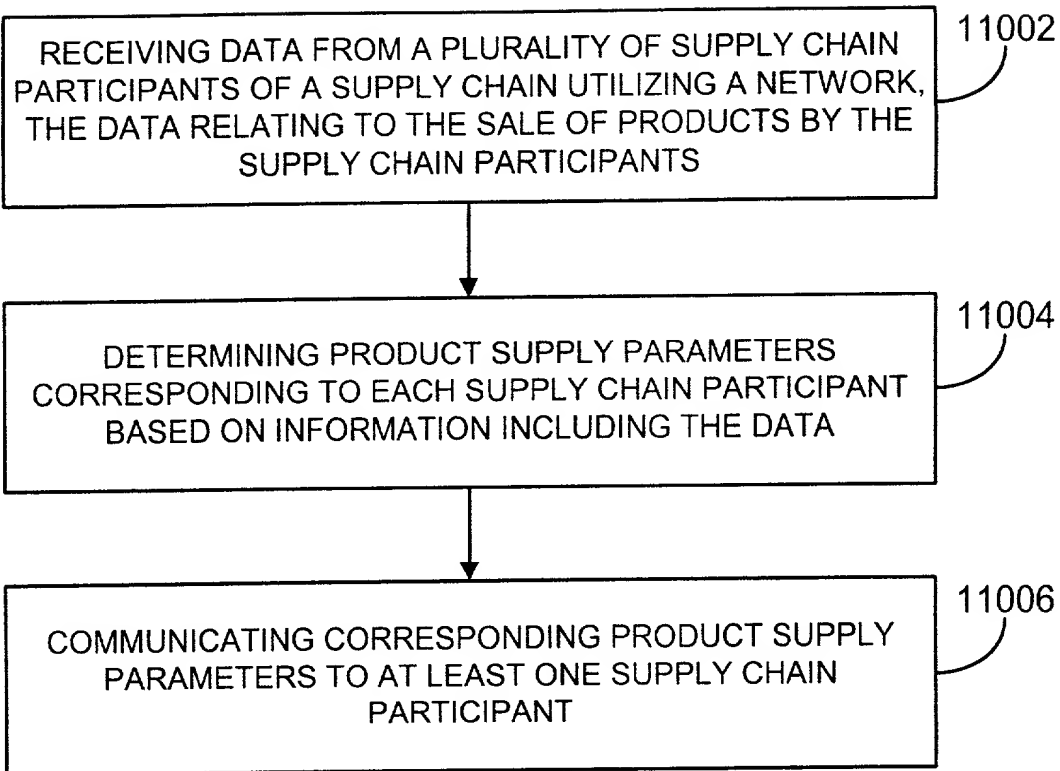 RECEIVING DATA FROM A PLURALITY OF SUPPLY CHAIN
PARTICIPANTS OF A SUPPLY CHAIN UTILIZING A NETWORK,
THE DATA RELATING TO THE SALE OF PRODUCTS BY THE
SUPPLY CHAIN PARTICIPANTS
11002
DETERMINING PRODUCT SUPPLY PARAMETERS
CORRESPONDING TO EACH SUPPLY CHAIN PARTICIPANT
BASED ON INFORMATION INCLUDING THE DATA
11004
COMMUNICATING CORRESPONDING PRODUCT SUPPLY
PARAMETERS TO AT LEAST ONE SUPPLY CHAIN
PARTICIPANT
11006